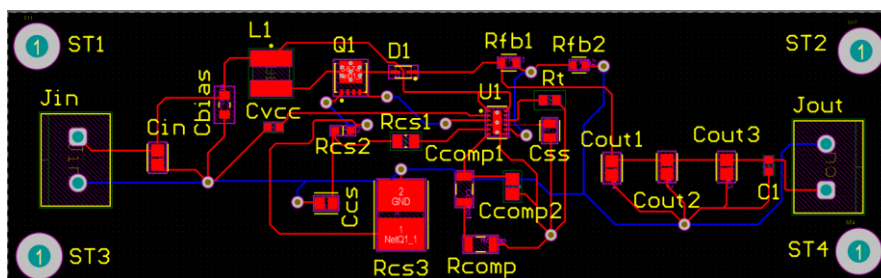 ST1
L1
Q1
D1
Rfb1
Rfb2
ST2
U1
Rt
Jin
Cbias
Cvcc
Jout
Cin
Rcs1
Rcs2
Ccomp1
Css
Cout1
Cout3
Cout2
C1
Ccs
2
GND
1
NetQ1_1
Ccomp2
ST3
Rcs3
Rcomp
ST4
1
1
1
1